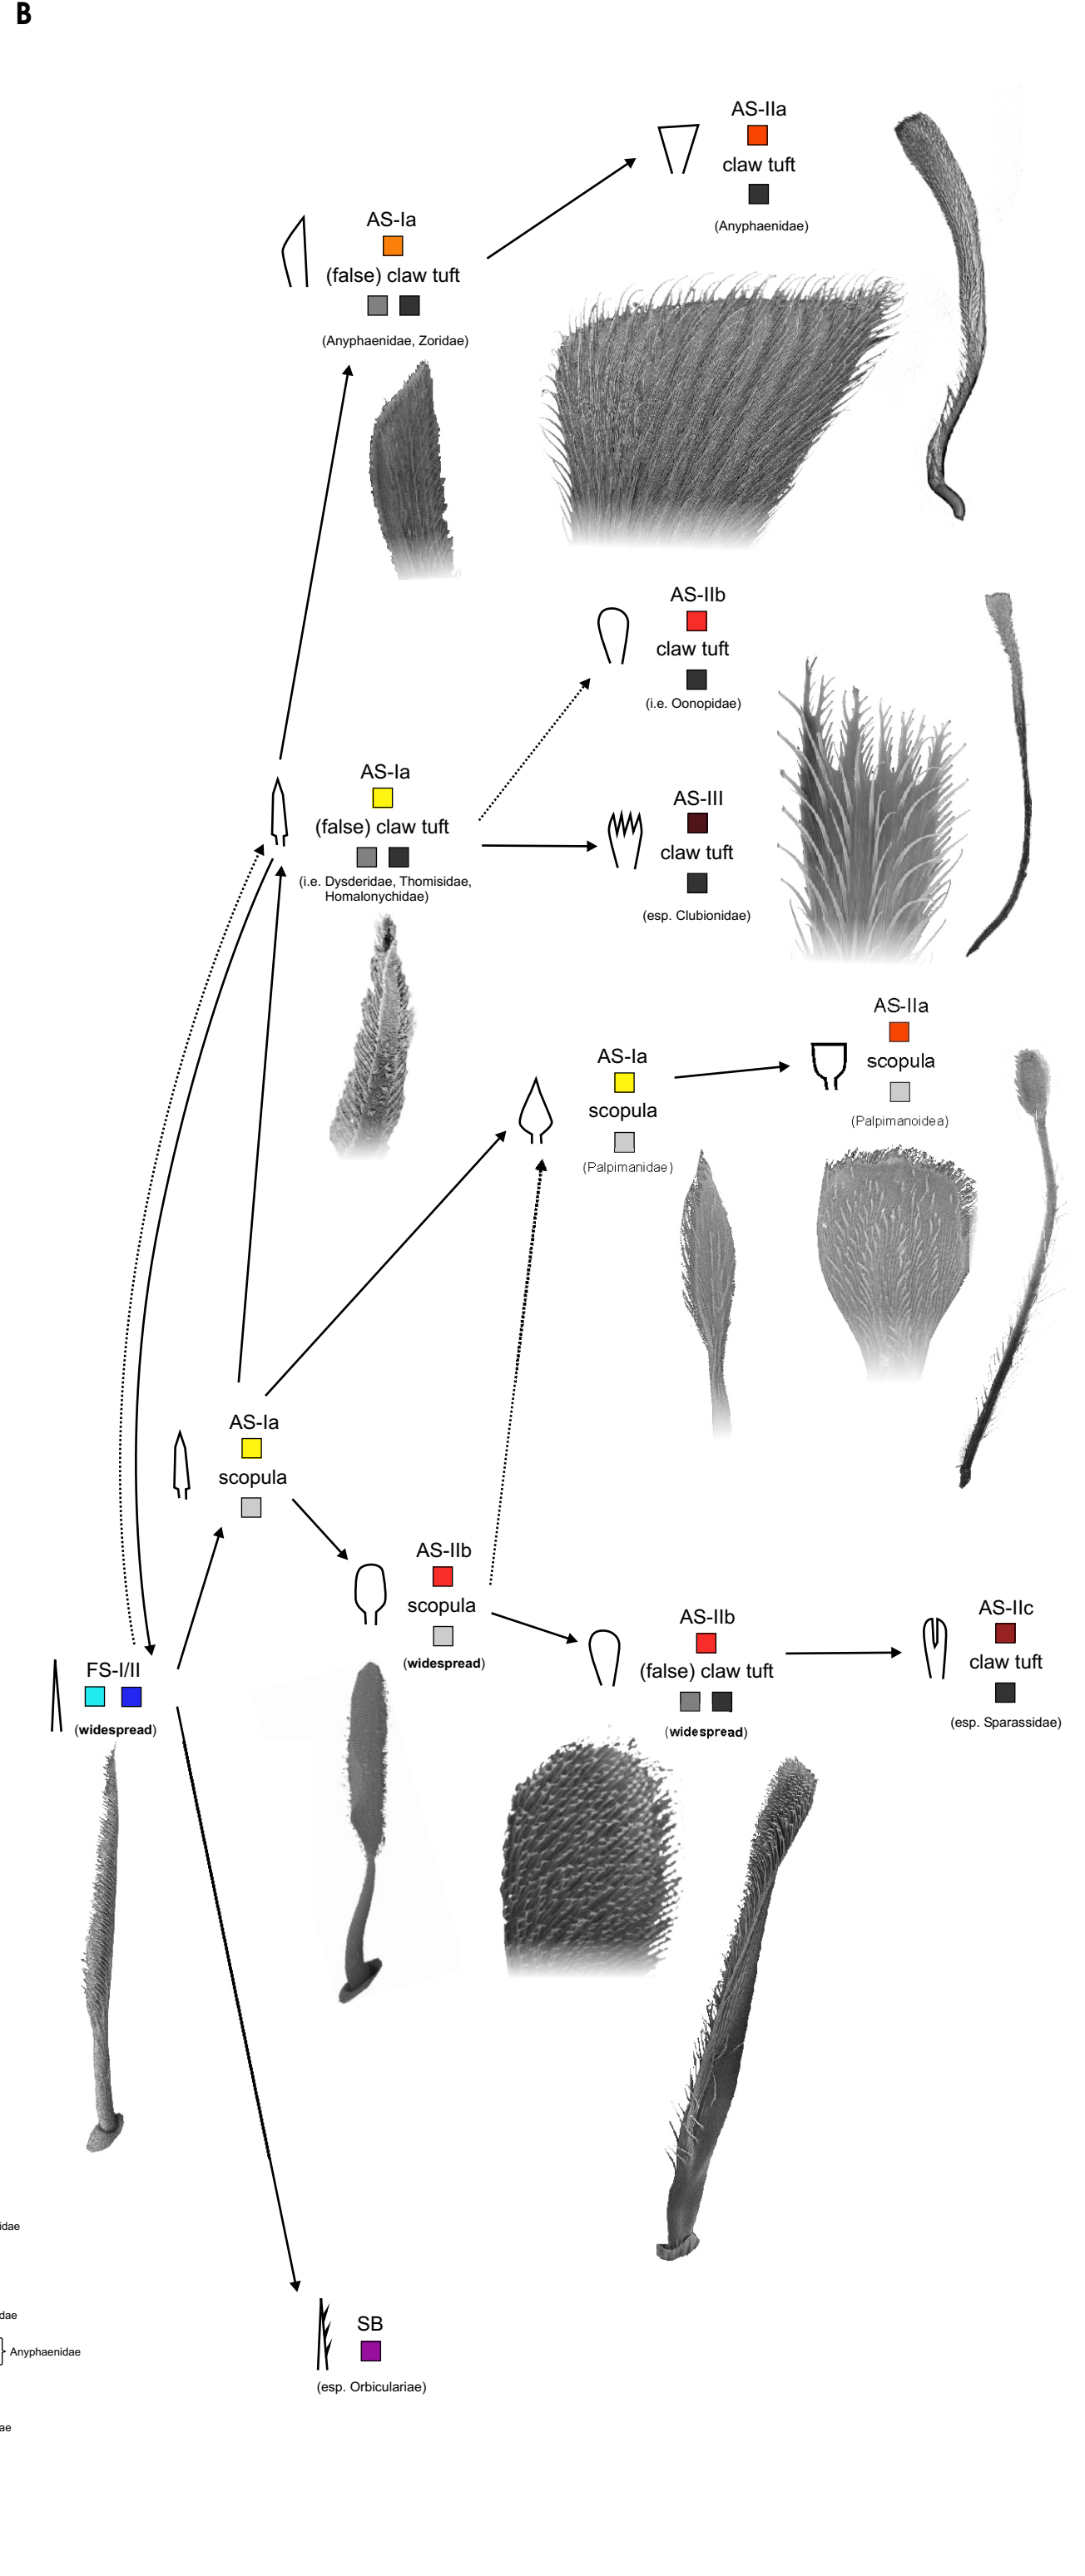 B
AS-IIa
claw tuft
(Anyphaenidae)
AS-Ia
(false) claw tuft
(Anyphaenidae, Zoridae)
AS-IIb
claw tuft
(i.e. Oonopidae)
AS-Ia
(false) claw tuft
(i.e. Dysderidae, Thomisidae,
Homalonychidae)
AS-III
claw tuft
(esp. Clubionidae)
AS-IIa
scopula
(Palpimanoidea)
AS-Ia
scopula
(Palpimanidae)
AS-Ia
scopula
AS-IIb
scopula
(widespread)
AS-IIb
(false) claw tuft
(widespread)
AS-IIc
claw tuft
(esp. Sparassidae)
FS-I/II
(widespread)
idae
dae
Anyphaenidae
ae
SB
(esp. Orbiculariae)